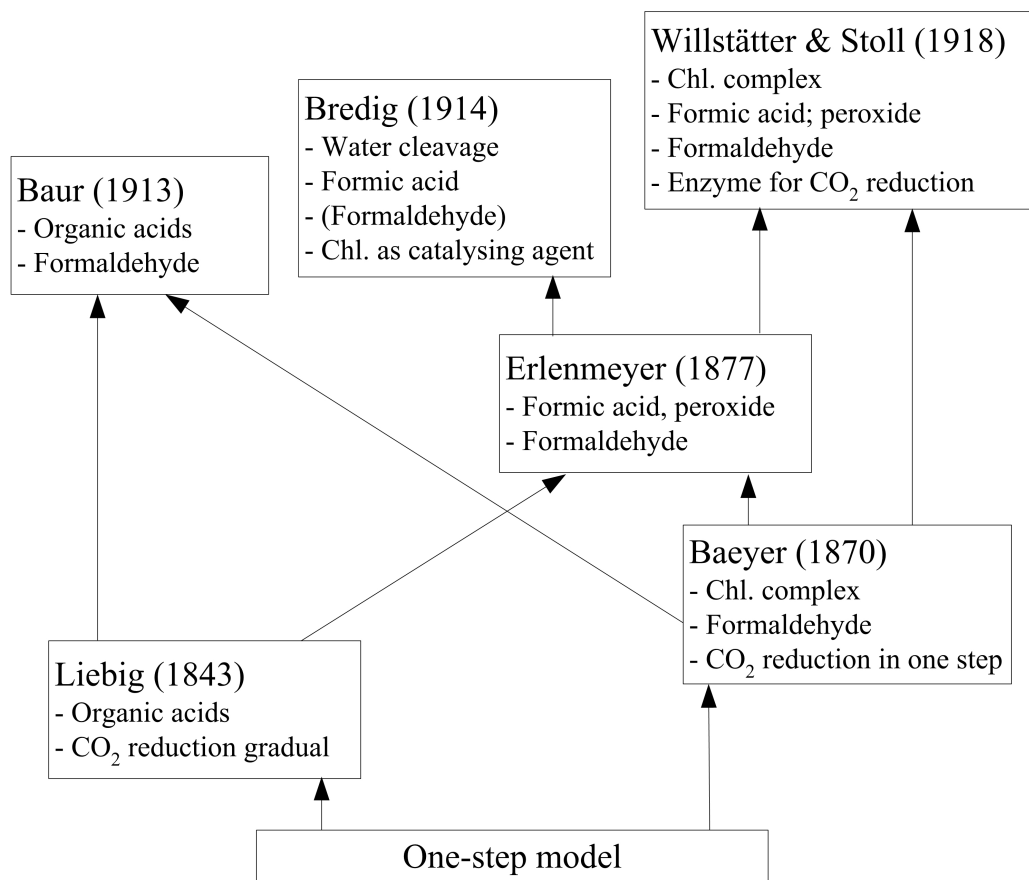 Willstätter & Stoll (1918)
- Chl. complex
- Formic acid; peroxide
- Formaldehyde
- Enzyme for CO₂ reduction
Bredig (1914)
- Water cleavage
- Formic acid
- (Formaldehyde)
- Chl. as catalysing agent
Baur (1913)
- Organic acids
- Formaldehyde
Erlenmeyer (1877)
- Formic acid, peroxide
- Formaldehyde
Baeyer (1870)
- Chl. complex
- Formaldehyde
- CO₂ reduction in one step
Liebig (1843)
- Organic acids
- CO₂ reduction gradual
One-step model